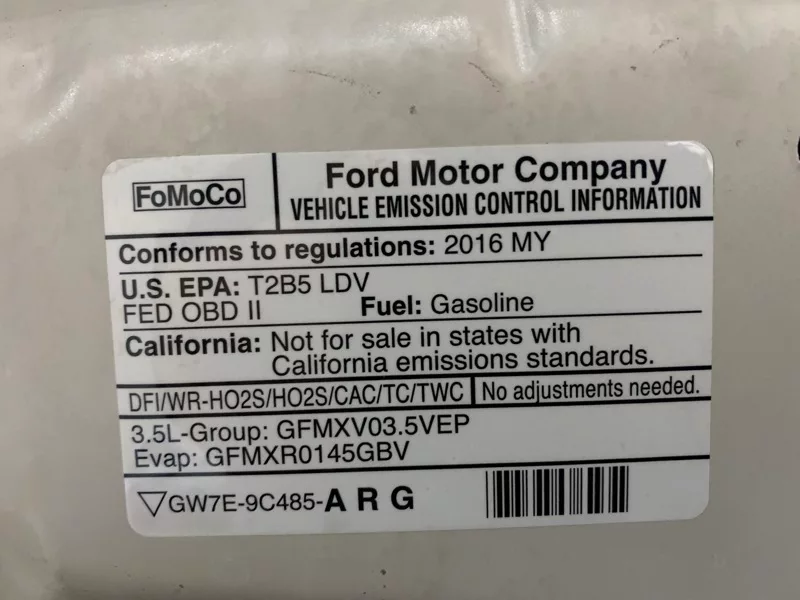 FoMoCo
Ford Motor Company
VEHICLE EMISSION CONTROL INFORMATION
Conforms to regulations: 2016 MY
U.S. EPA: T2B5 LDV
FED OBD II Fuel: Gasoline
California: Not for sale in states with
California emissions standards.
DFI/WR-HO2S/HO2S/CAC/TC/TWC No adjustments needed.
3.5L-Group: GFMXV03.5VEP
Evap: GFMXR0145GBV
GW7E-9C485-A R G